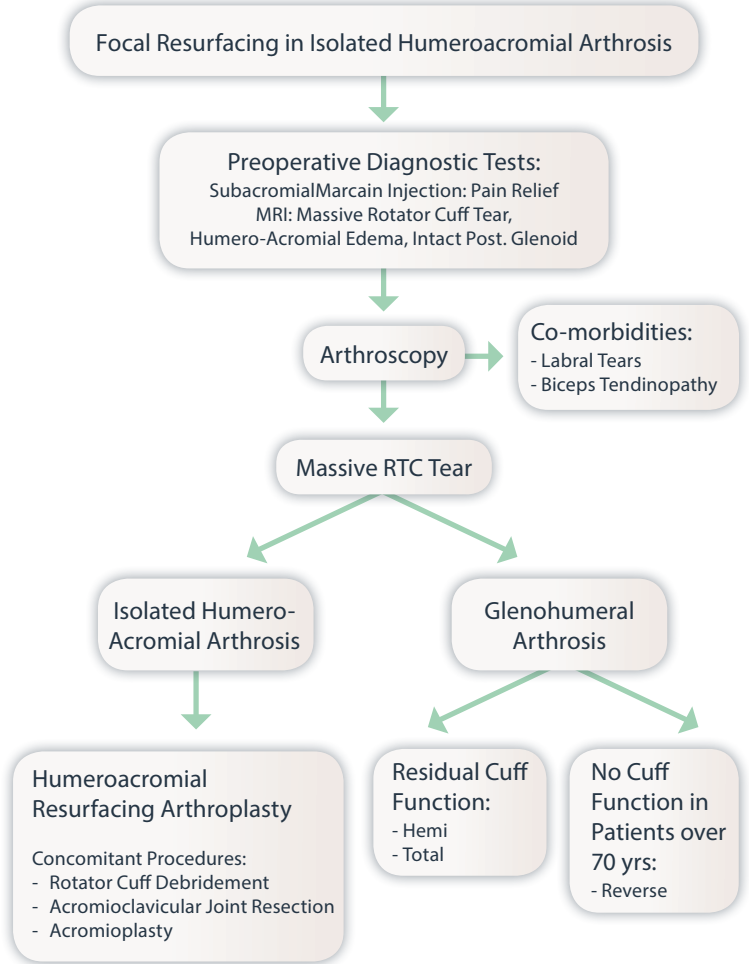 Focal Resurfacing in Isolated Humeroacromial Arthrosis
Preoperative Diagnostic Tests:
SubacromialMarcain Injection: Pain Relief
MRI: Massive Rotator Cuff Tear,
Humero-Acromial Edema, Intact Post. Glenoid
Arthroscopy
Co-morbidities:
- Labral Tears
- Biceps Tendinopathy
Massive RTC Tear
Isolated Humero-
Acromial Arthrosis
Glenohumeral
Arthrosis
Humeroacromial
Resurfacing Arthroplasty
Concomitant Procedures:
- Rotator Cuff Debridement
- Acromioclavicular Joint Resection
- Acromioplasty
Residual Cuff
Function:
- Hemi
- Total
No Cuff
Function in
Patients over
70 yrs:
- Reverse